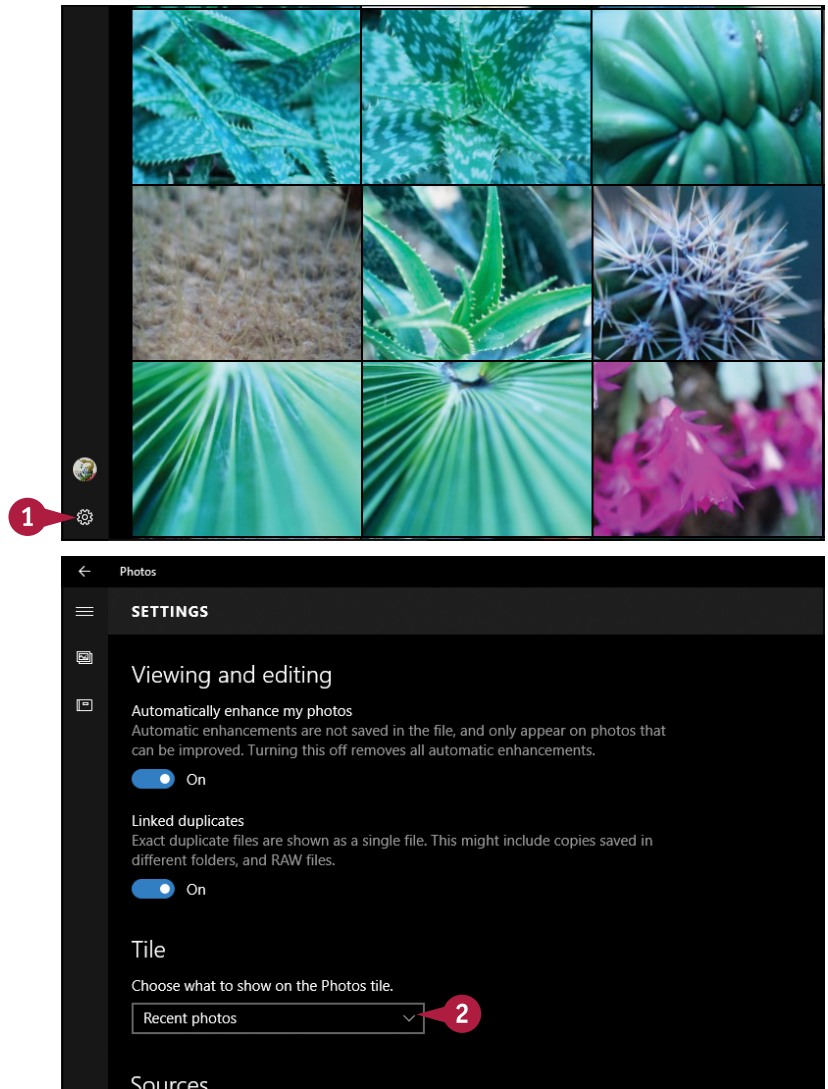 1
Photos
SETTINGS
Viewing and editing
Automatically enhance my photos
Automatic enhancements are not saved in the file, and only appear on photos that
can be improved. Turning this off removes all automatic enhancements.
On
Linked duplicates
Exact duplicate files are shown as a single file. This might include copies saved in
different folders, and RAW files.
On
Tile
Choose what to show on the Photos tile.
Recent photos
2
Sources